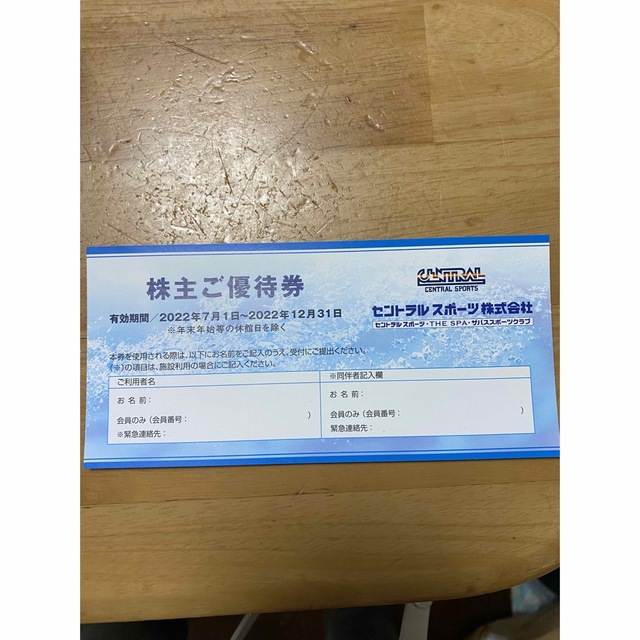 株主ご優待券
有効期間／2022年7月1日~2022年12月31日
※年末年始等の休館日を除く
CENTRAL
CENTRAL SPORTS
セントラルスポーツ株式会社
セントラルスポーツ・THE SPA・ザバススポーツクラブ
本券を使用される際は、以下にお名前をご記入のうえ、受付にご提出ください。
(※)の項目は、施設利用の場合にご記入ください。
ご利用者名
お 名 前：
会員のみ（会員番号：　）
※緊急連絡先：
※同伴者記入欄
お 名 前：
会員のみ（会員番号：　）
※緊急連絡先：